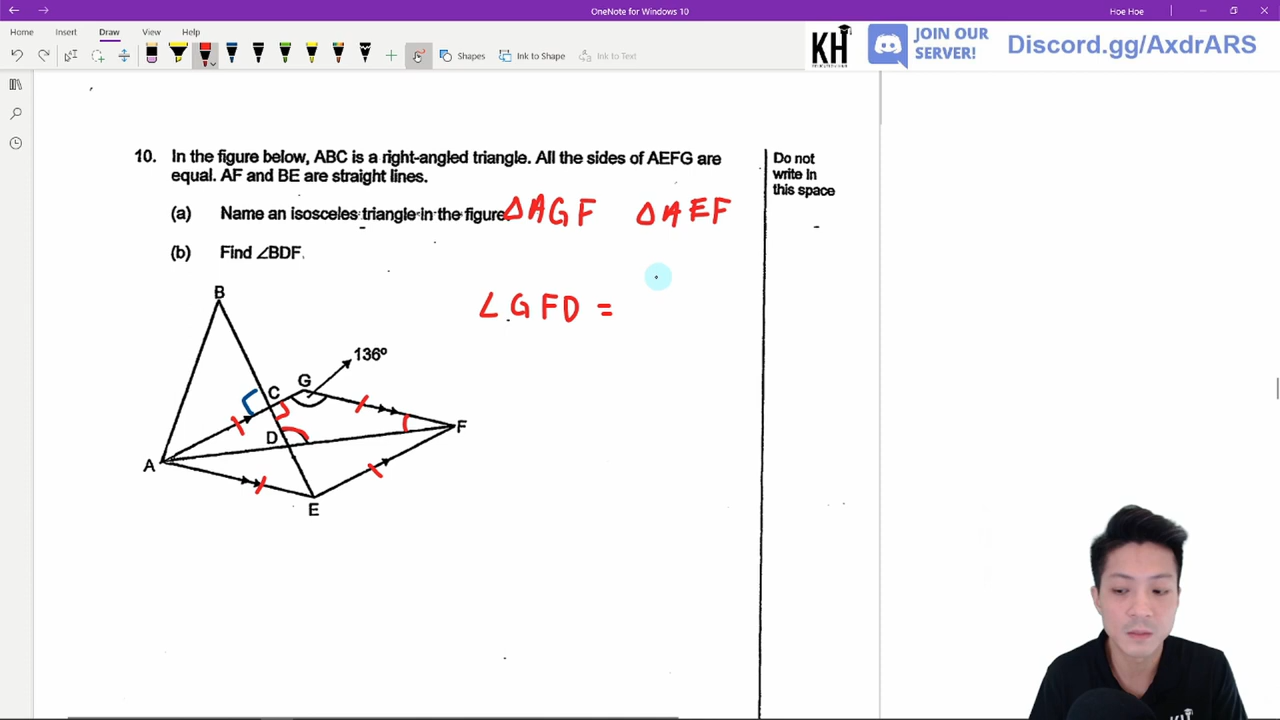 OneNote for Windows 10
Hoe Hoe
Home Insert Draw View Help
Shapes Ink to Shape Ink to Text
KH
JOIN OUR
SERVER!
Discord.gg/AxdrARS
10. In the figure below, ABC is a right-angled triangle. All the sides of AEFG are
equal. AF and BE are straight lines.
(a) Name an isosceles triangle in the figure. ΔAGF ΔAEF
(b) Find ∠BDF.
Do not
write in
this space
∠GFD =
B
136º
G
C
F
D
A
E
KH